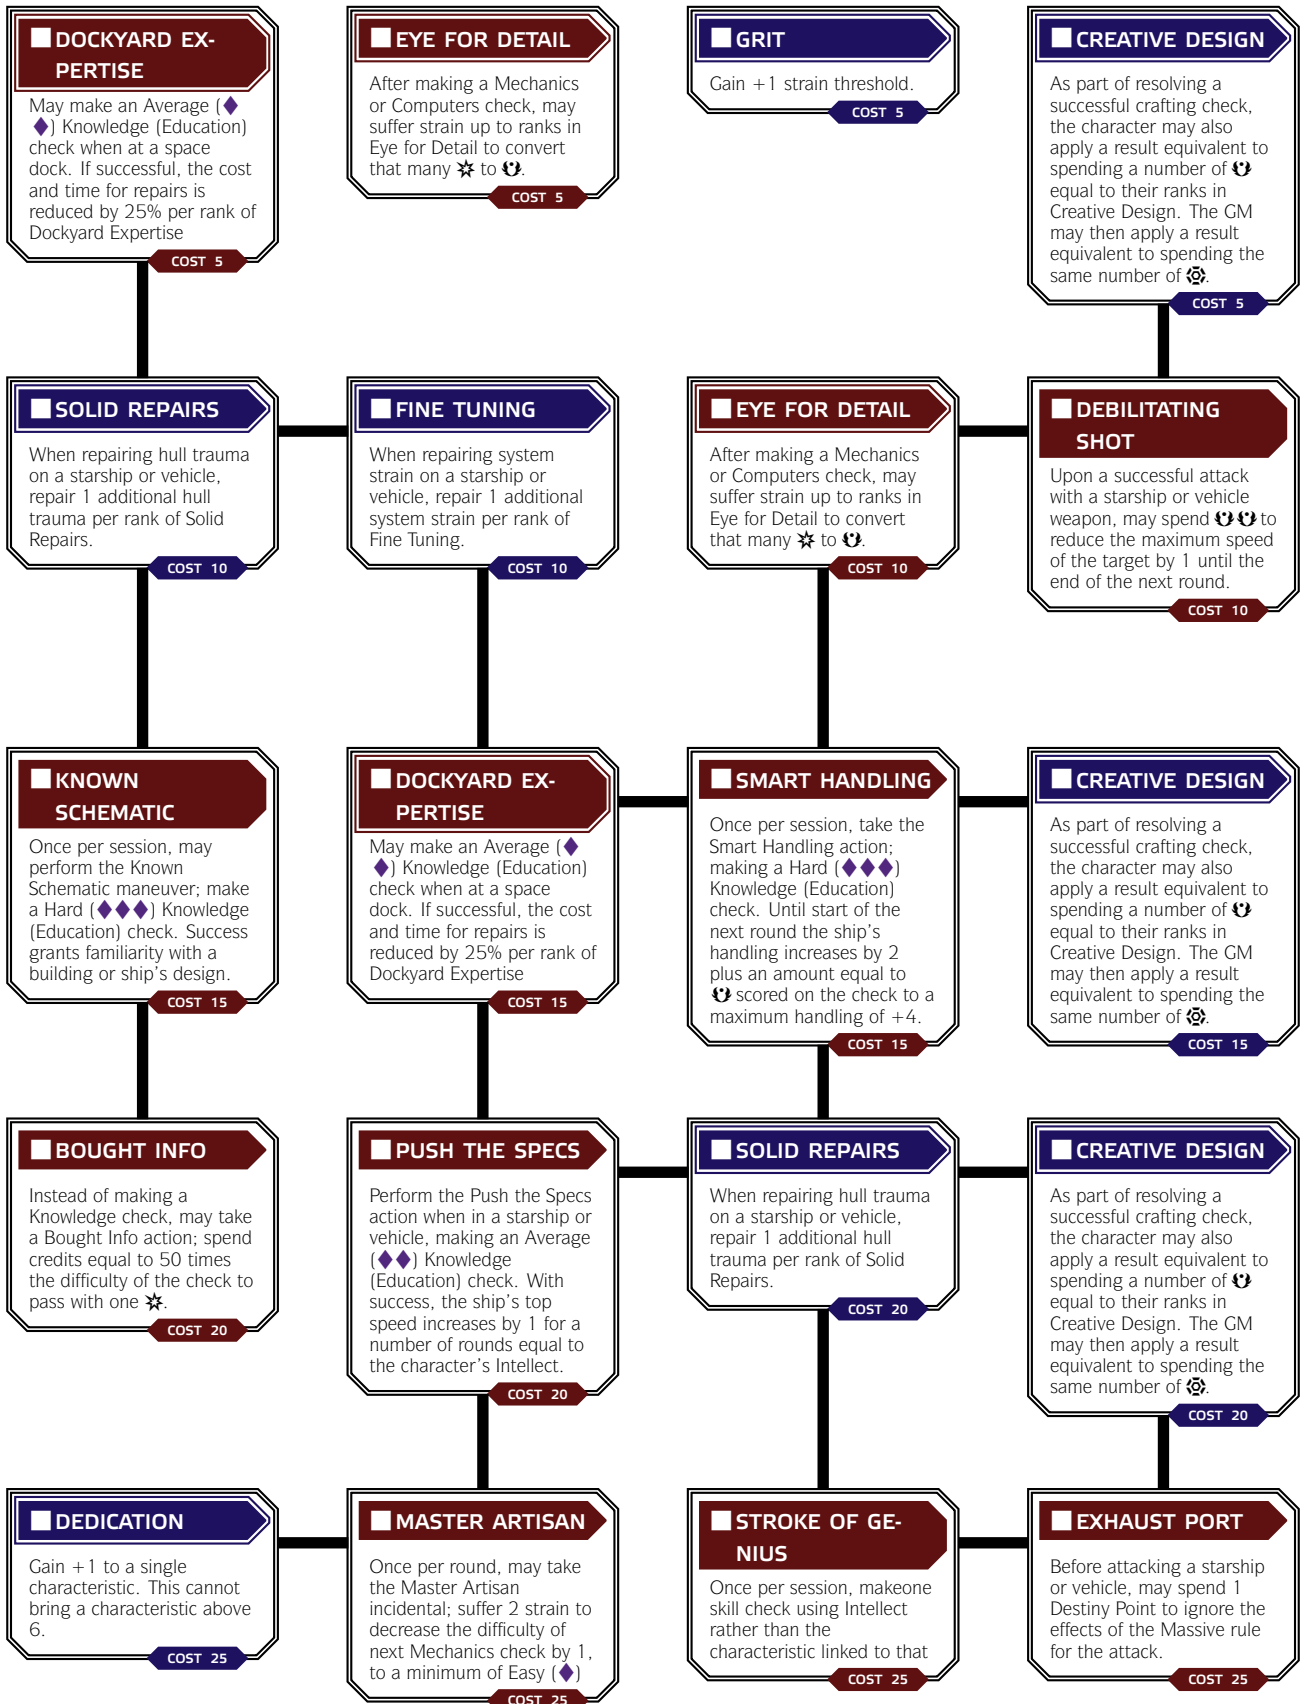 DOCKYARD EX-
PERTISE
May make an Average (♦
♦) Knowledge (Education)
check when at a space
dock. If successful, the cost
and time for repairs is
reduced by 25% per rank of
Dockyard Expertise
COST 5
EYE FOR DETAIL
After making a Mechanics
or Computers check, may
suffer strain up to ranks in
Eye for Detail to convert
that many to .
COST 5
GRIT
Gain +1 strain threshold.
COST 5
CREATIVE DESIGN
As part of resolving a
successful crafting check,
the character may also
apply a result equivalent to
spending a number of
equal to their ranks in
Creative Design. The GM
may then apply a result
equivalent to spending the
same number of .
COST 5
SOLID REPAIRS
When repairing hull trauma
on a starship or vehicle,
repair 1 additional hull
trauma per rank of Solid
Repairs.
COST 10
FINE TUNING
When repairing system
strain on a starship or
vehicle, repair 1 additional
system strain per rank of
Fine Tuning.
COST 10
EYE FOR DETAIL
After making a Mechanics
or Computers check, may
suffer strain up to ranks in
Eye for Detail to convert
that many to .
COST 10
DEBILITATING
SHOT
Upon a successful attack
with a starship or vehicle
weapon, may spend to
reduce the maximum speed
of the target by 1 until the
end of the next round.
COST 10
KNOWN
SCHEMATIC
Once per session, may
perform the Known
Schematic maneuver; make
a Hard (♦♦♦) Knowledge
(Education) check. Success
grants familiarity with a
building or ship's design.
COST 15
DOCKYARD EX-
PERTISE
May make an Average (♦
♦) Knowledge (Education)
check when at a space
dock. If successful, the cost
and time for repairs is
reduced by 25% per rank of
Dockyard Expertise
COST 15
SMART HANDLING
Once per session, take the
Smart Handling action;
making a Hard (♦♦♦)
Knowledge (Education)
check. Until start of the
next round the ship's
handling increases by 2
plus an amount equal to
scored on the check to a
maximum handling of +4.
COST 15
CREATIVE DESIGN
As part of resolving a
successful crafting check,
the character may also
apply a result equivalent to
spending a number of
equal to their ranks in
Creative Design. The GM
may then apply a result
equivalent to spending the
same number of .
COST 15
BOUGHT INFO
Instead of making a
Knowledge check, may take
a Bought Info action; spend
credits equal to 50 times
the difficulty of the check to
pass with one .
COST 20
PUSH THE SPECS
Perform the Push the Specs
action when in a starship or
vehicle, making an Average
(♦♦) Knowledge
(Education) check. With
success, the ship's top
speed increases by 1 for a
number of rounds equal to
the character's Intellect.
COST 20
SOLID REPAIRS
When repairing hull trauma
on a starship or vehicle,
repair 1 additional hull
trauma per rank of Solid
Repairs.
COST 20
CREATIVE DESIGN
As part of resolving a
successful crafting check,
the character may also
apply a result equivalent to
spending a number of
equal to their ranks in
Creative Design. The GM
may then apply a result
equivalent to spending the
same number of .
COST 20
DEDICATION
Gain +1 to a single
characteristic. This cannot
bring a characteristic above
6.
COST 25
MASTER ARTISAN
Once per round, may take
the Master Artisan
incidental; suffer 2 strain to
decrease the difficulty of
next Mechanics check by 1,
to a minimum of Easy (♦)
COST 25
STROKE OF GE-
NIUS
Once per session, makeone
skill check using Intellect
rather than the
characteristic linked to that
COST 25
EXHAUST PORT
Before attacking a starship
or vehicle, may spend 1
Destiny Point to ignore the
effects of the Massive rule
for the attack.
COST 25